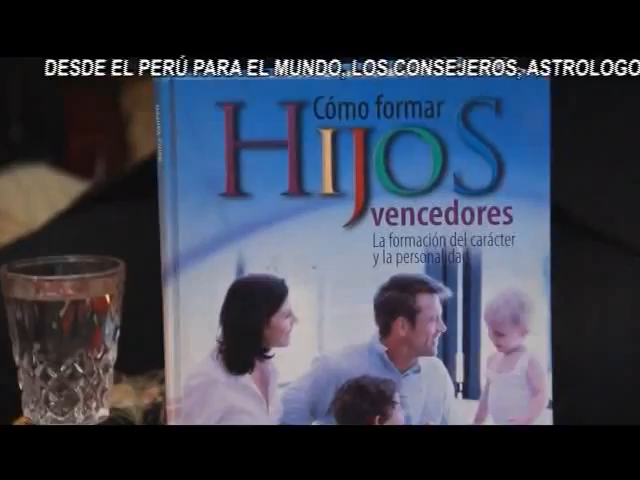 DESDE EL PERÚ PARA EL MUNDO, LOS CONSEJEROS, ASTROLOGO
Cómo formar
HIJOS
vencedores
La formación del carácter
y la personalidad